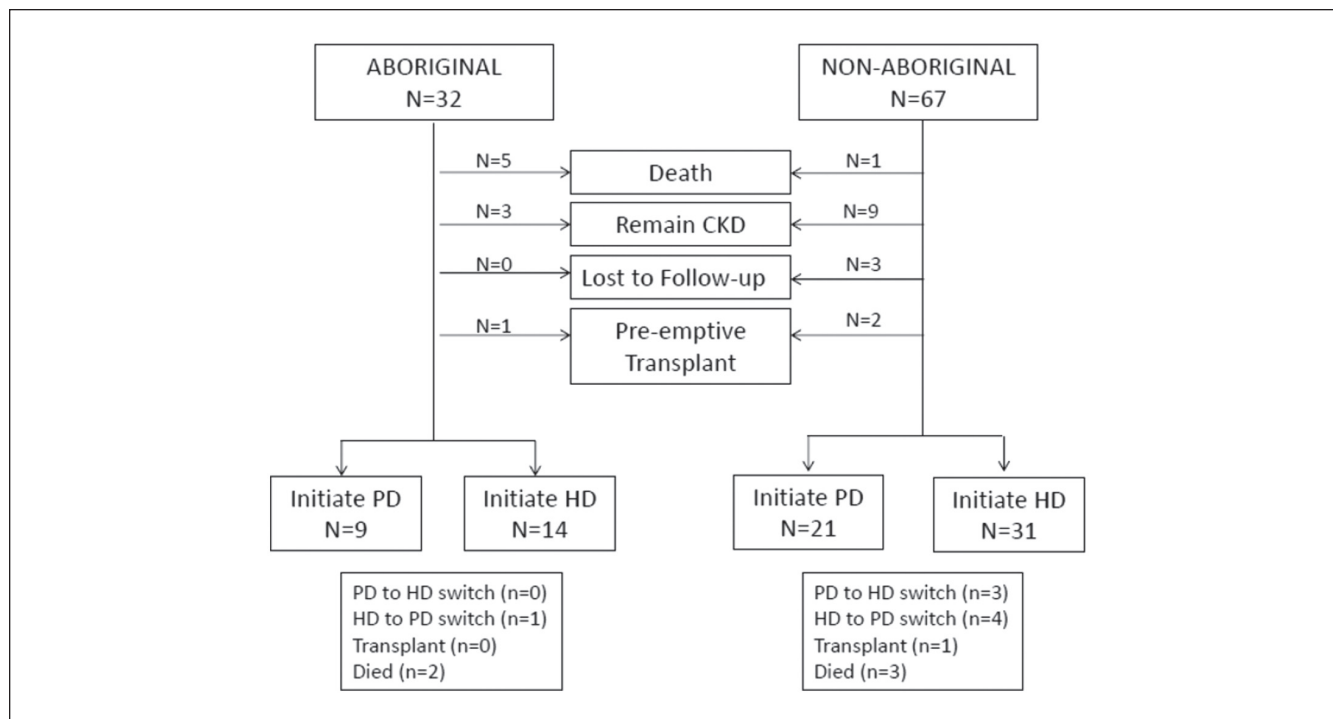 ABORIGINAL
N=32
NON-ABORIGINAL
N=67
N=5
Death
N=1
N=3
Remain CKD
N=9
N=0
Lost to Follow-up
N=3
N=1
Pre-emptive
Transplant
N=2
Initiate PD
N=9
Initiate HD
N=14
Initiate PD
N=21
Initiate HD
N=31
PD to HD switch (n=0)
HD to PD switch (n=1)
Transplant (n=0)
Died (n=2)
PD to HD switch (n=3)
HD to PD switch (n=4)
Transplant (n=1)
Died (n=3)